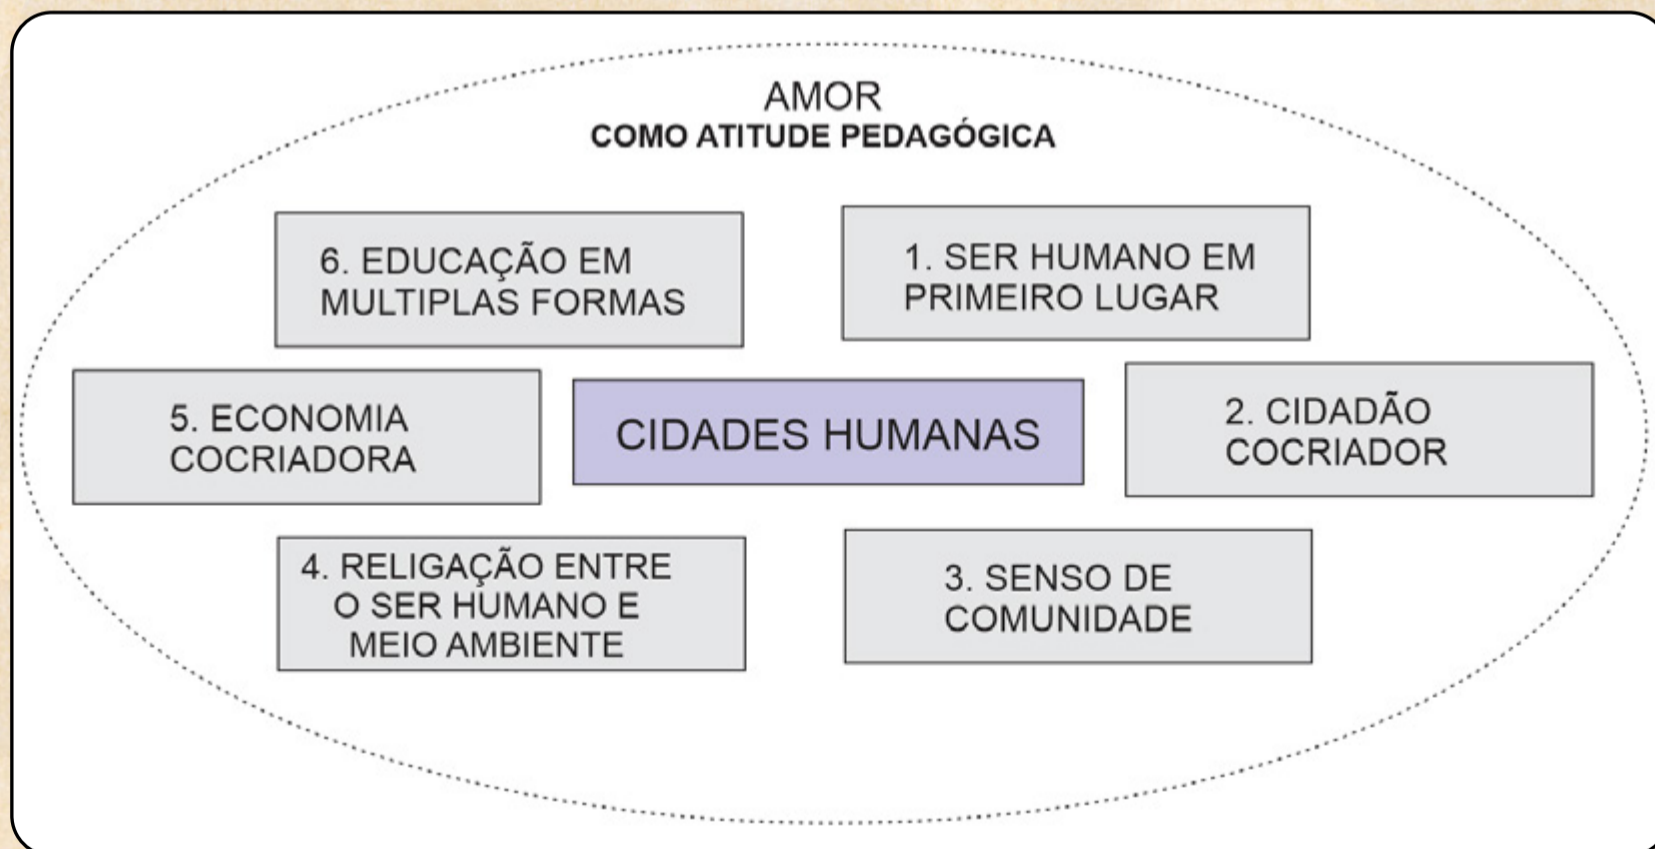 AMOR
COMO ATITUDE PEDAGÓGICA
6. EDUCAÇÃO EM
MULTIPLAS FORMAS
1. SER HUMANO EM
PRIMEIRO LUGAR
5. ECONOMIA
COCRIADORA
CIDADES HUMANAS
2. CIDADÃO
COCRIADOR
4. RELIGAÇÃO ENTRE
O SER HUMANO E
MEIO AMBIENTE
3. SENSO DE
COMUNIDADE